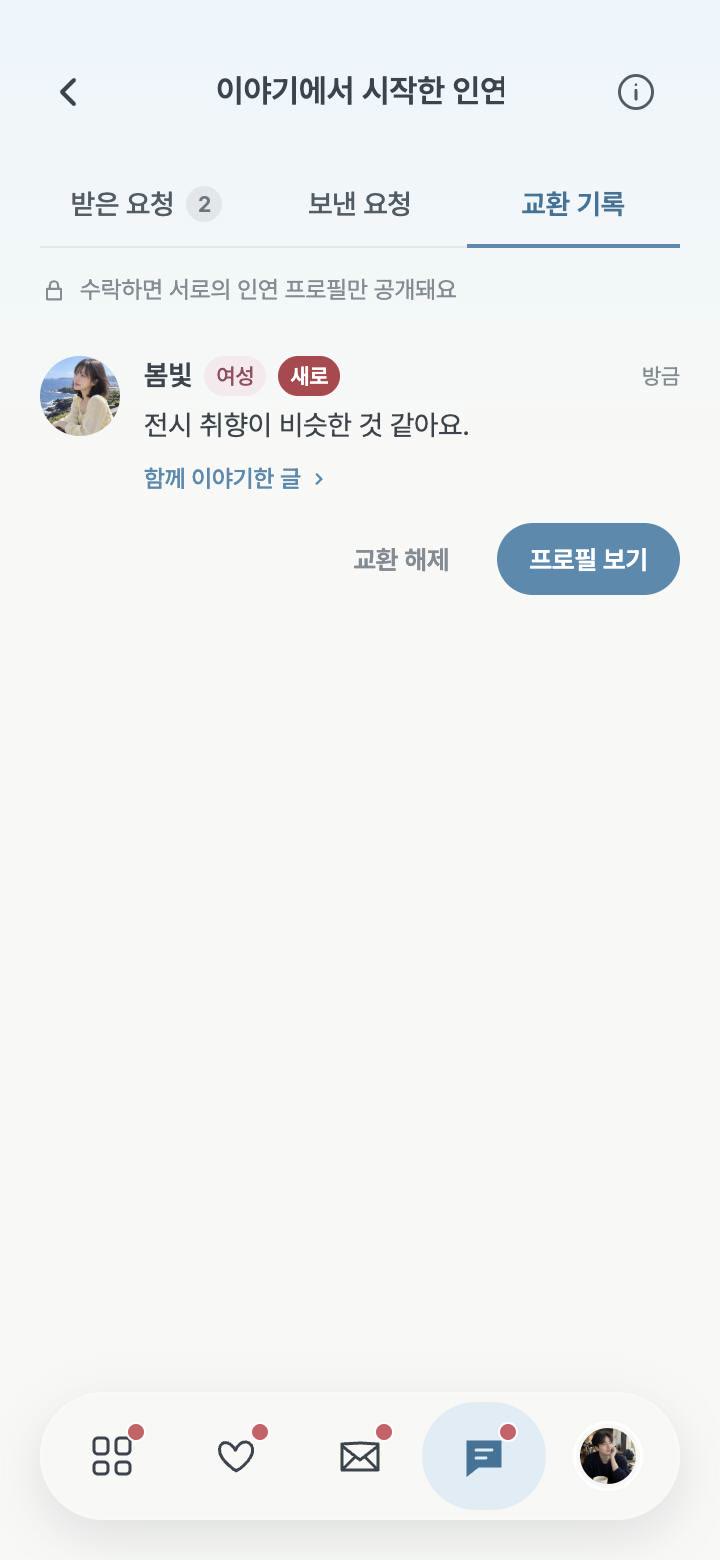 이야기에서 시작한 인연
받은 요청 2
보낸 요청
교환 기록
수락하면 서로의 인연 프로필만 공개돼요
봄빛 여성 새로 방금
전시 취향이 비슷한 것 같아요.
함께 이야기한 글 >
교환 해제
프로필 보기